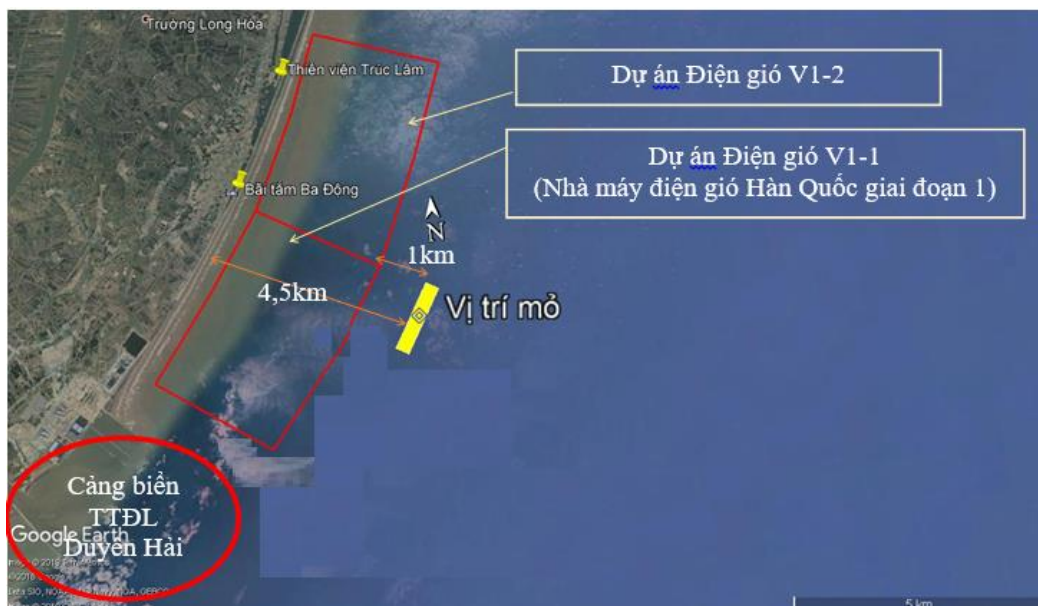 Trường Long Hòa
Thiền viện Trúc Lâm
Dự án Điện gió V1-2
Dự án Điện gió V1-1
(Nhà máy điện gió Hàn Quốc giai đoạn 1)
Bãi tắm Ba Động
N
1km
4,5km
Vị trí mỏ
Cảng biển
TTĐL
Duyên Hải
Google Earth
5 km